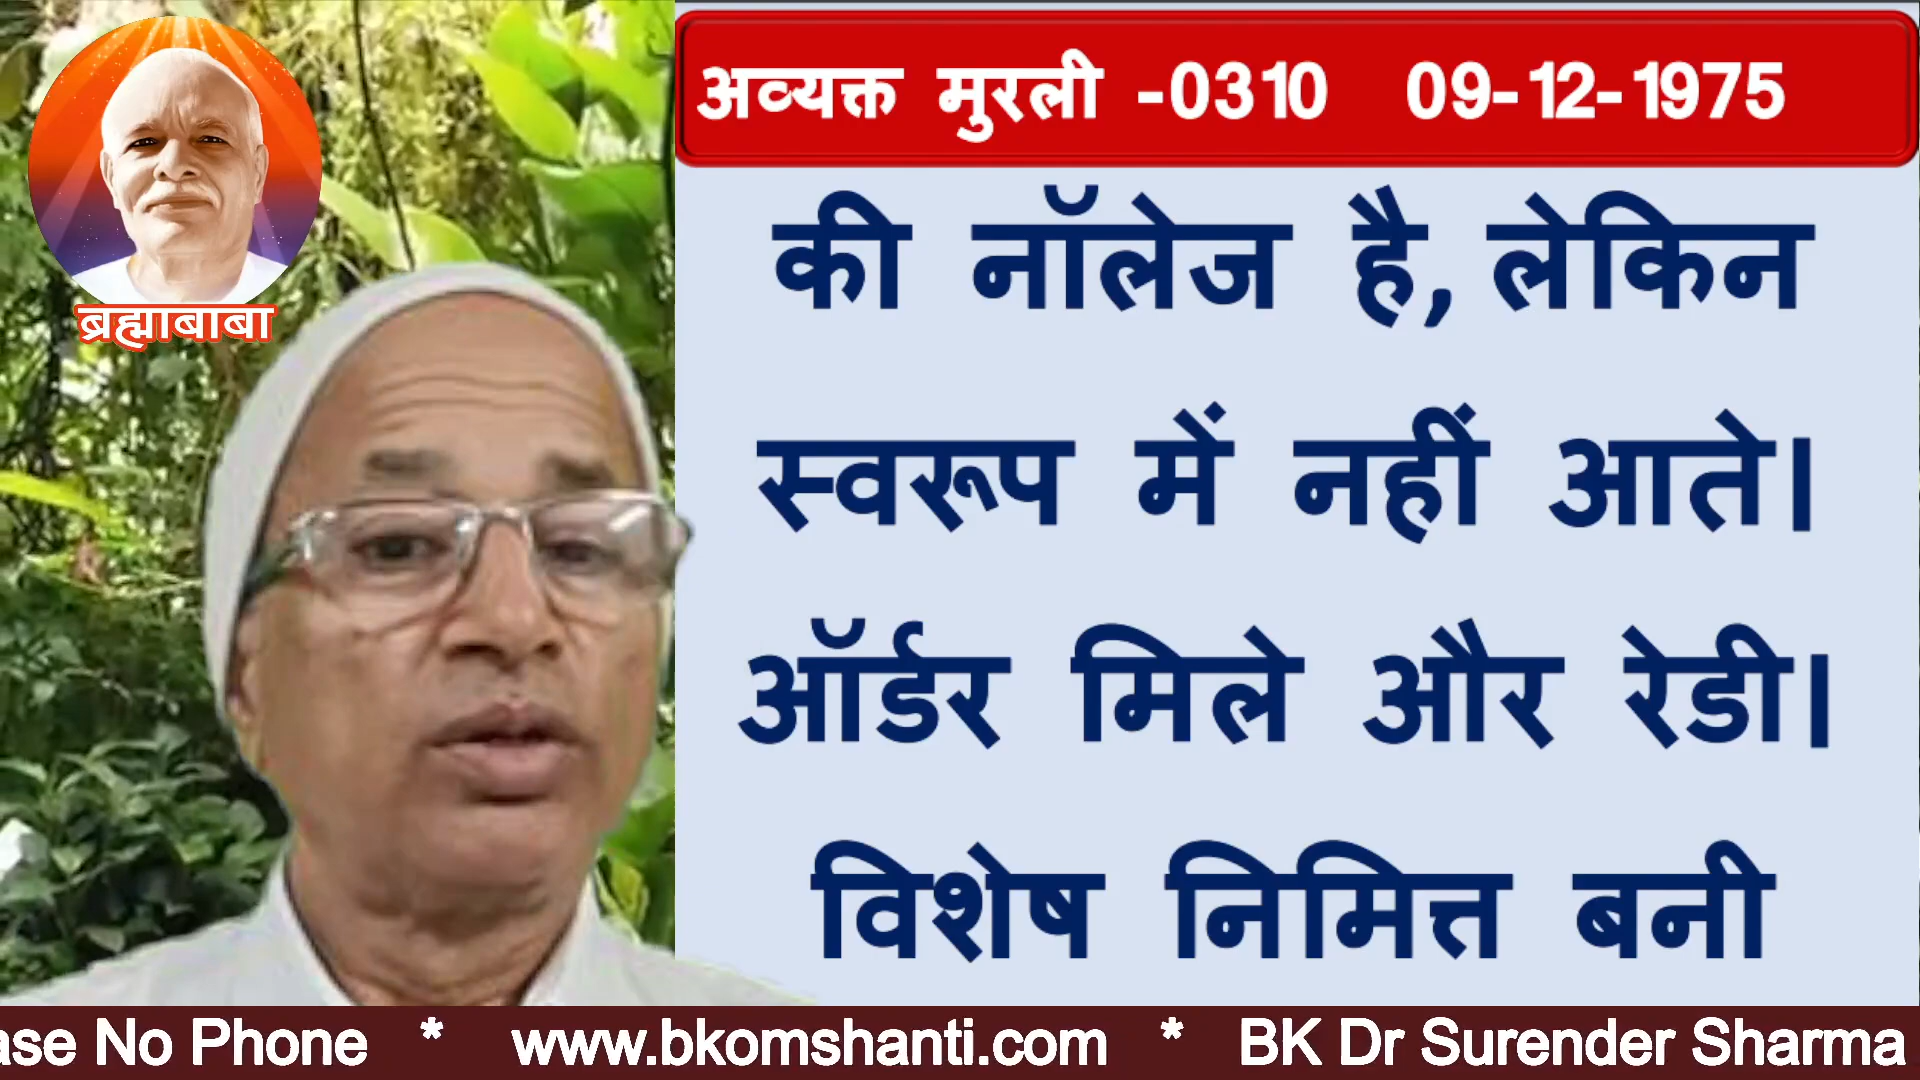 ब्रह्माबाबा
अव्यक्त मुरली -0310 09-12-1975
की नॉलेज है, लेकिन
स्वरूप में नहीं आते।
ऑर्डर मिले और रेडी।
विशेष निमित्त बनी
ase No Phone * www.bkomshanti.com * BK Dr Surender Sharma